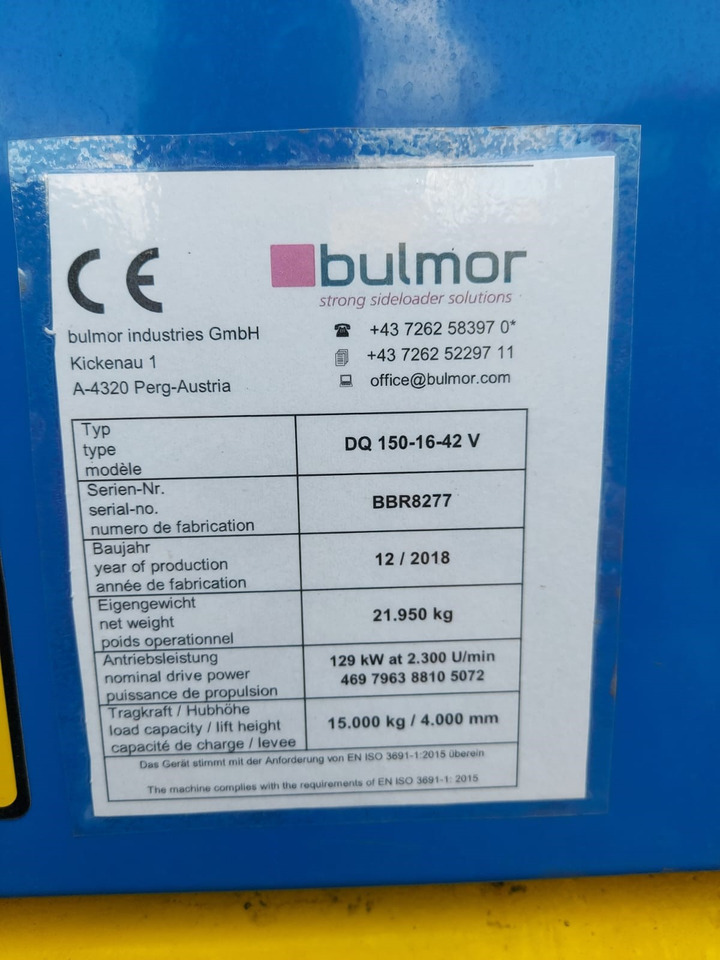 CE
bulmor
strong sideloader solutions
bulmor industries GmbH
Kickenau 1
A-4320 Perg-Austria
+43 7262 58397 0*
+43 7262 52297 11
office@bulmor.com
Typ
type
modèle
DQ 150-16-42 V
Serien-Nr.
serial-no.
numero de fabrication
BBR8277
Baujahr
year of production
année de fabrication
12 / 2018
Eigengewicht
net weight
poids operationnel
21.950 kg
Antriebsleistung
nominal drive power
puissance de propulsion
129 kW at 2.300 U/min
469 7963 8810 5072
Tragkraft / Hubhöhe
load capacity / lift height
capacité de charge / levee
15.000 kg / 4.000 mm
Das Gerät stimmt mit der Anforderung von EN ISO 3691-1:2015 überein
The machine complies with the requirements of EN ISO 3691-1: 2015